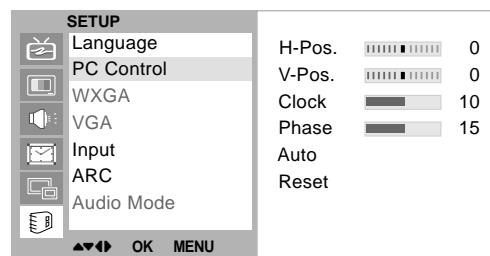 SETUP
Language
PC Control
WXGA
VGA
Input
ARC
Audio Mode
OK MENU
H-Pos. 0
V-Pos. 0
Clock 10
Phase 15
Auto
Reset